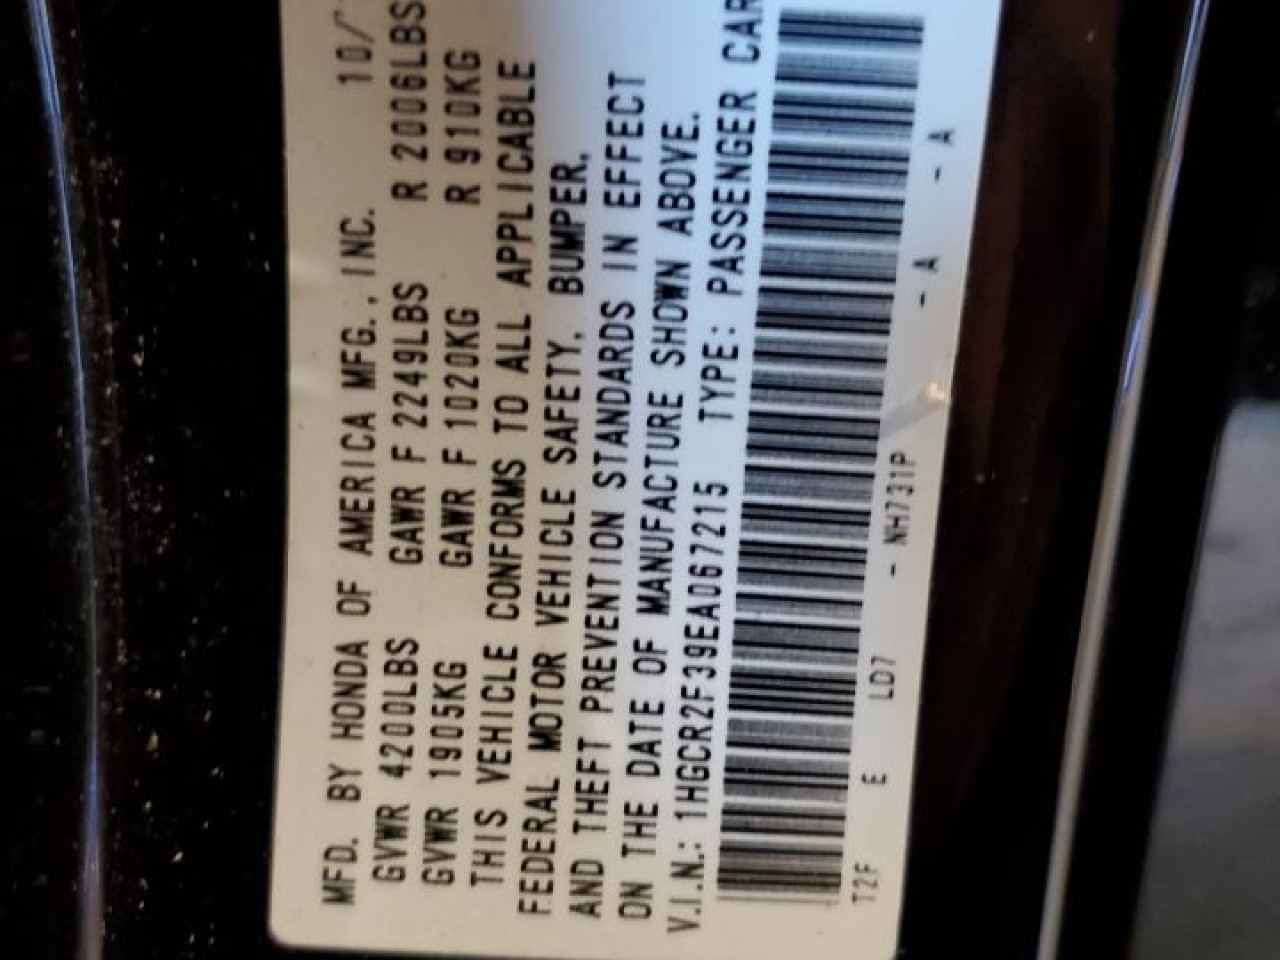 MFD. BY HONDA OF AMERICA MFG., INC. 10/
GVWR 4200LBS GAWR F 2249LBS R 2006LBS
GVWR 1905KG GAWR F 1020KG R 910KG
THIS VEHICLE CONFORMS TO ALL APPLICABLE
FEDERAL MOTOR VEHICLE SAFETY, BUMPER,
AND THEFT PREVENTION STANDARDS IN EFFECT
ON THE DATE OF MANUFACTURE SHOWN ABOVE.
V.I.N.: 1HGCR2F39EA067215 TYPE: PASSENGER CAR
T2F E LD7 - NH731P - A - A